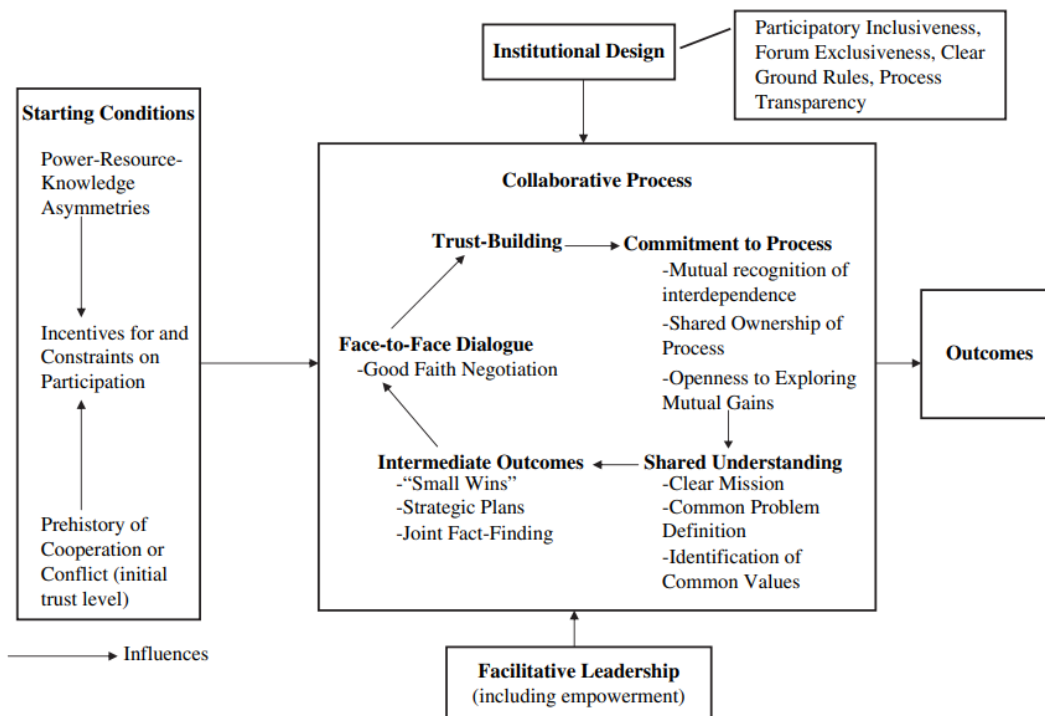 Institutional Design
Participatory Inclusiveness,
Forum Exclusiveness, Clear
Ground Rules, Process
Transparency
Starting Conditions
Power-Resource-
Knowledge
Asymmetries
Incentives for and
Constraints on
Participation
Prehistory of
Cooperation or
Conflict (initial
trust level)
Influences
Collaborative Process
Trust-Building
Commitment to Process
-Mutual recognition of
interdependence
-Shared Ownership of
Process
-Openness to Exploring
Mutual Gains
Face-to-Face Dialogue
-Good Faith Negotiation
Intermediate Outcomes
-“Small Wins”
-Strategic Plans
-Joint Fact-Finding
Shared Understanding
-Clear Mission
-Common Problem
Definition
-Identification of
Common Values
Outcomes
Facilitative Leadership
(including empowerment)